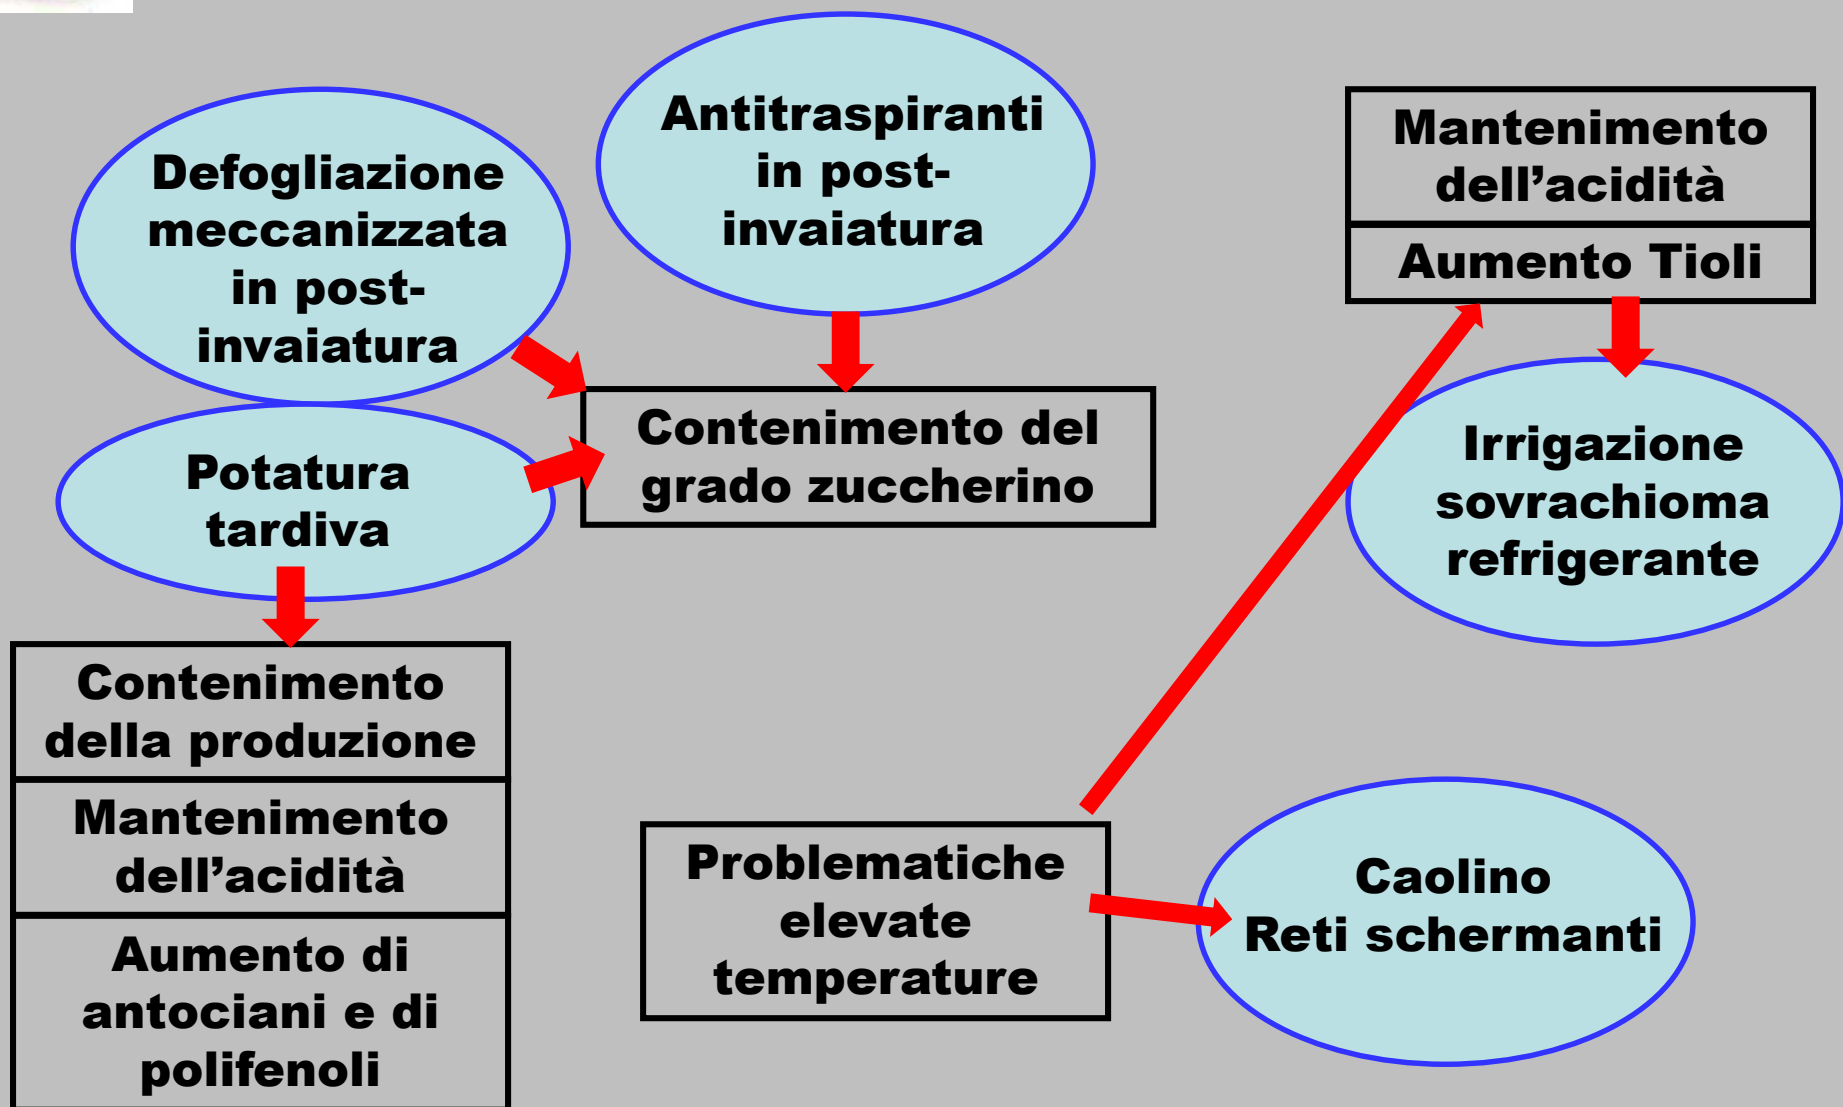 Antitraspiranti
in post-
invaiatura
Defogliazione
meccanizzata
in post-
invaiatura
Mantenimento
dell’acidità
Aumento Tioli
Contenimento del
grado zuccherino
Potatura
tardiva
Irrigazione
sovrachioma
refrigerante
Contenimento
della produzione
Mantenimento
dell’acidità
Aumento di
antociani e di
polifenoli
Problematiche
elevate
temperature
Caolino
Reti schermanti